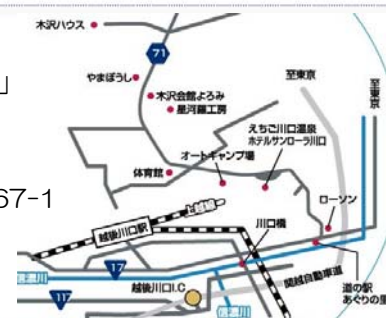 木沢ハウス
」
71
やまぼうし
木沢会館よろみ
星河羅工房
至東京
至東京
えちご川口温泉
ホテルサンローラ川口
オートキャンプ場
体育館
67-1
ローソン
上越線
越後川口駅
川口橋
信濃川
17
関越自動車道
道の駅
あぐりの里
越後川口I.C
117
信濃川